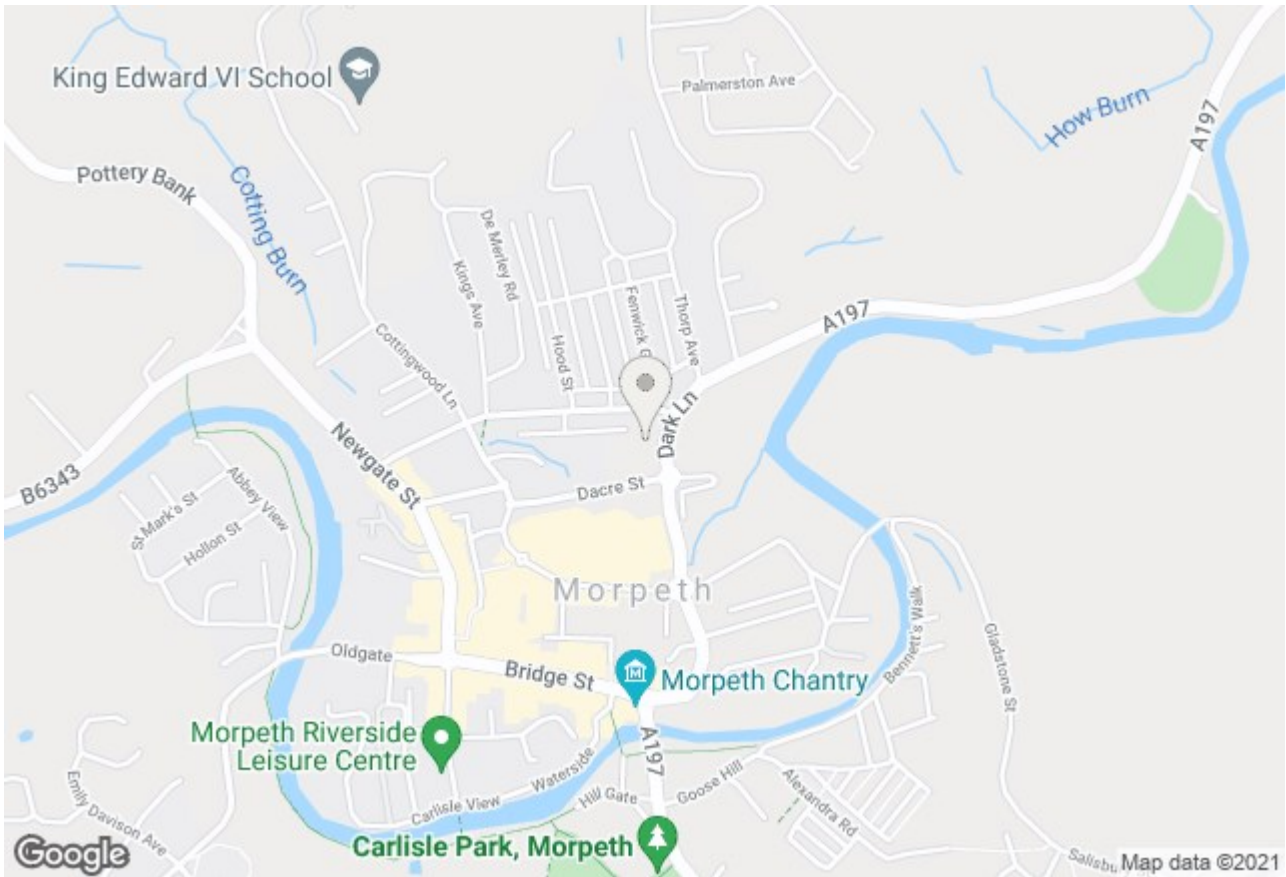 King Edward VI School
Palmerston Ave
How Burn
A197
Pottery Bank
Cotting Burn
De Merley Rd
Kings Ave
Fenwick G
Thorp Ave
A197
Cottingwood Ln
Hood St
Dark Ln
Newgate St
B6343
Abbey View
St Mark's St
Hollon St
Dacre St
Morpeth
Bennett's Walk
Gladstone St
Oldgate
Bridge St
Morpeth Chantry
Morpeth Riverside
Leisure Centre
A197
Waterside
Goose Hill
Hill Gate
Carlisle View
Alexandra Rd
Emily Davison Ave
Carlisle Park, Morpeth
Salisbury
Google
Map data ©2021